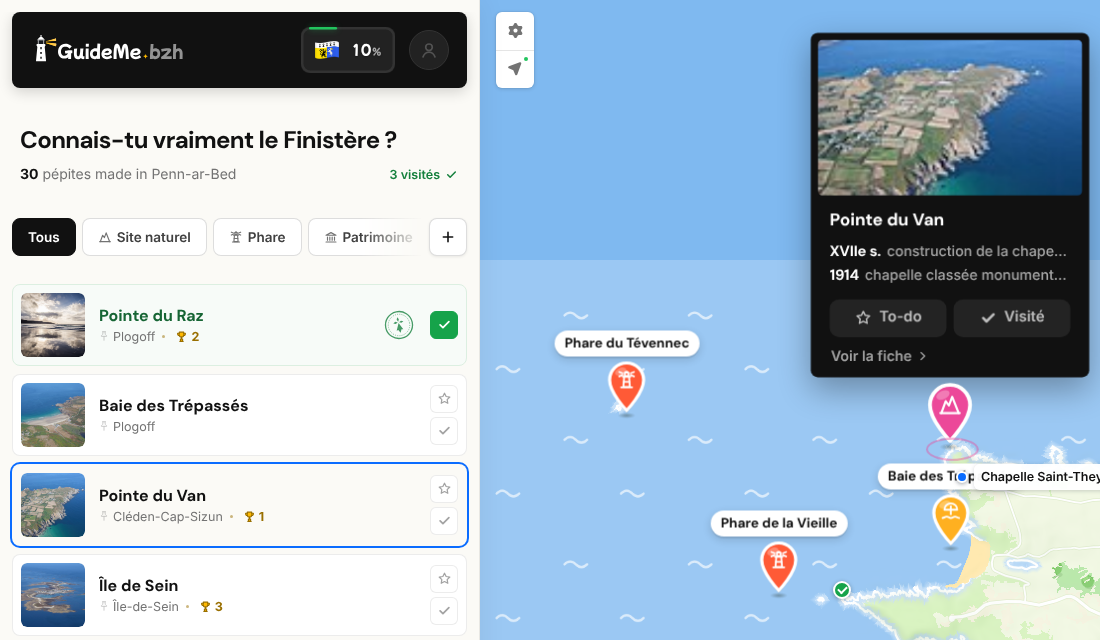 GuideMe.bzh
10%
Connais-tu vraiment le Finistère ?
30 pépites made in Penn-ar-Bed
3 visités
Tous
Site naturel
Phare
Patrimoine
+
Pointe du Raz
Plogoff • 2
Baie des Trépassés
Plogoff
Pointe du Van
Cléden-Cap-Sizun • 1
Île de Sein
Île-de-Sein • 3
Pointe du Van
XVIIe s. construction de la chape...
1914 chapelle classée monument...
To-do
Visité
Voir la fiche
Phare du Tévennec
Baie des
Chapelle Saint-They
Phare de la Vieille